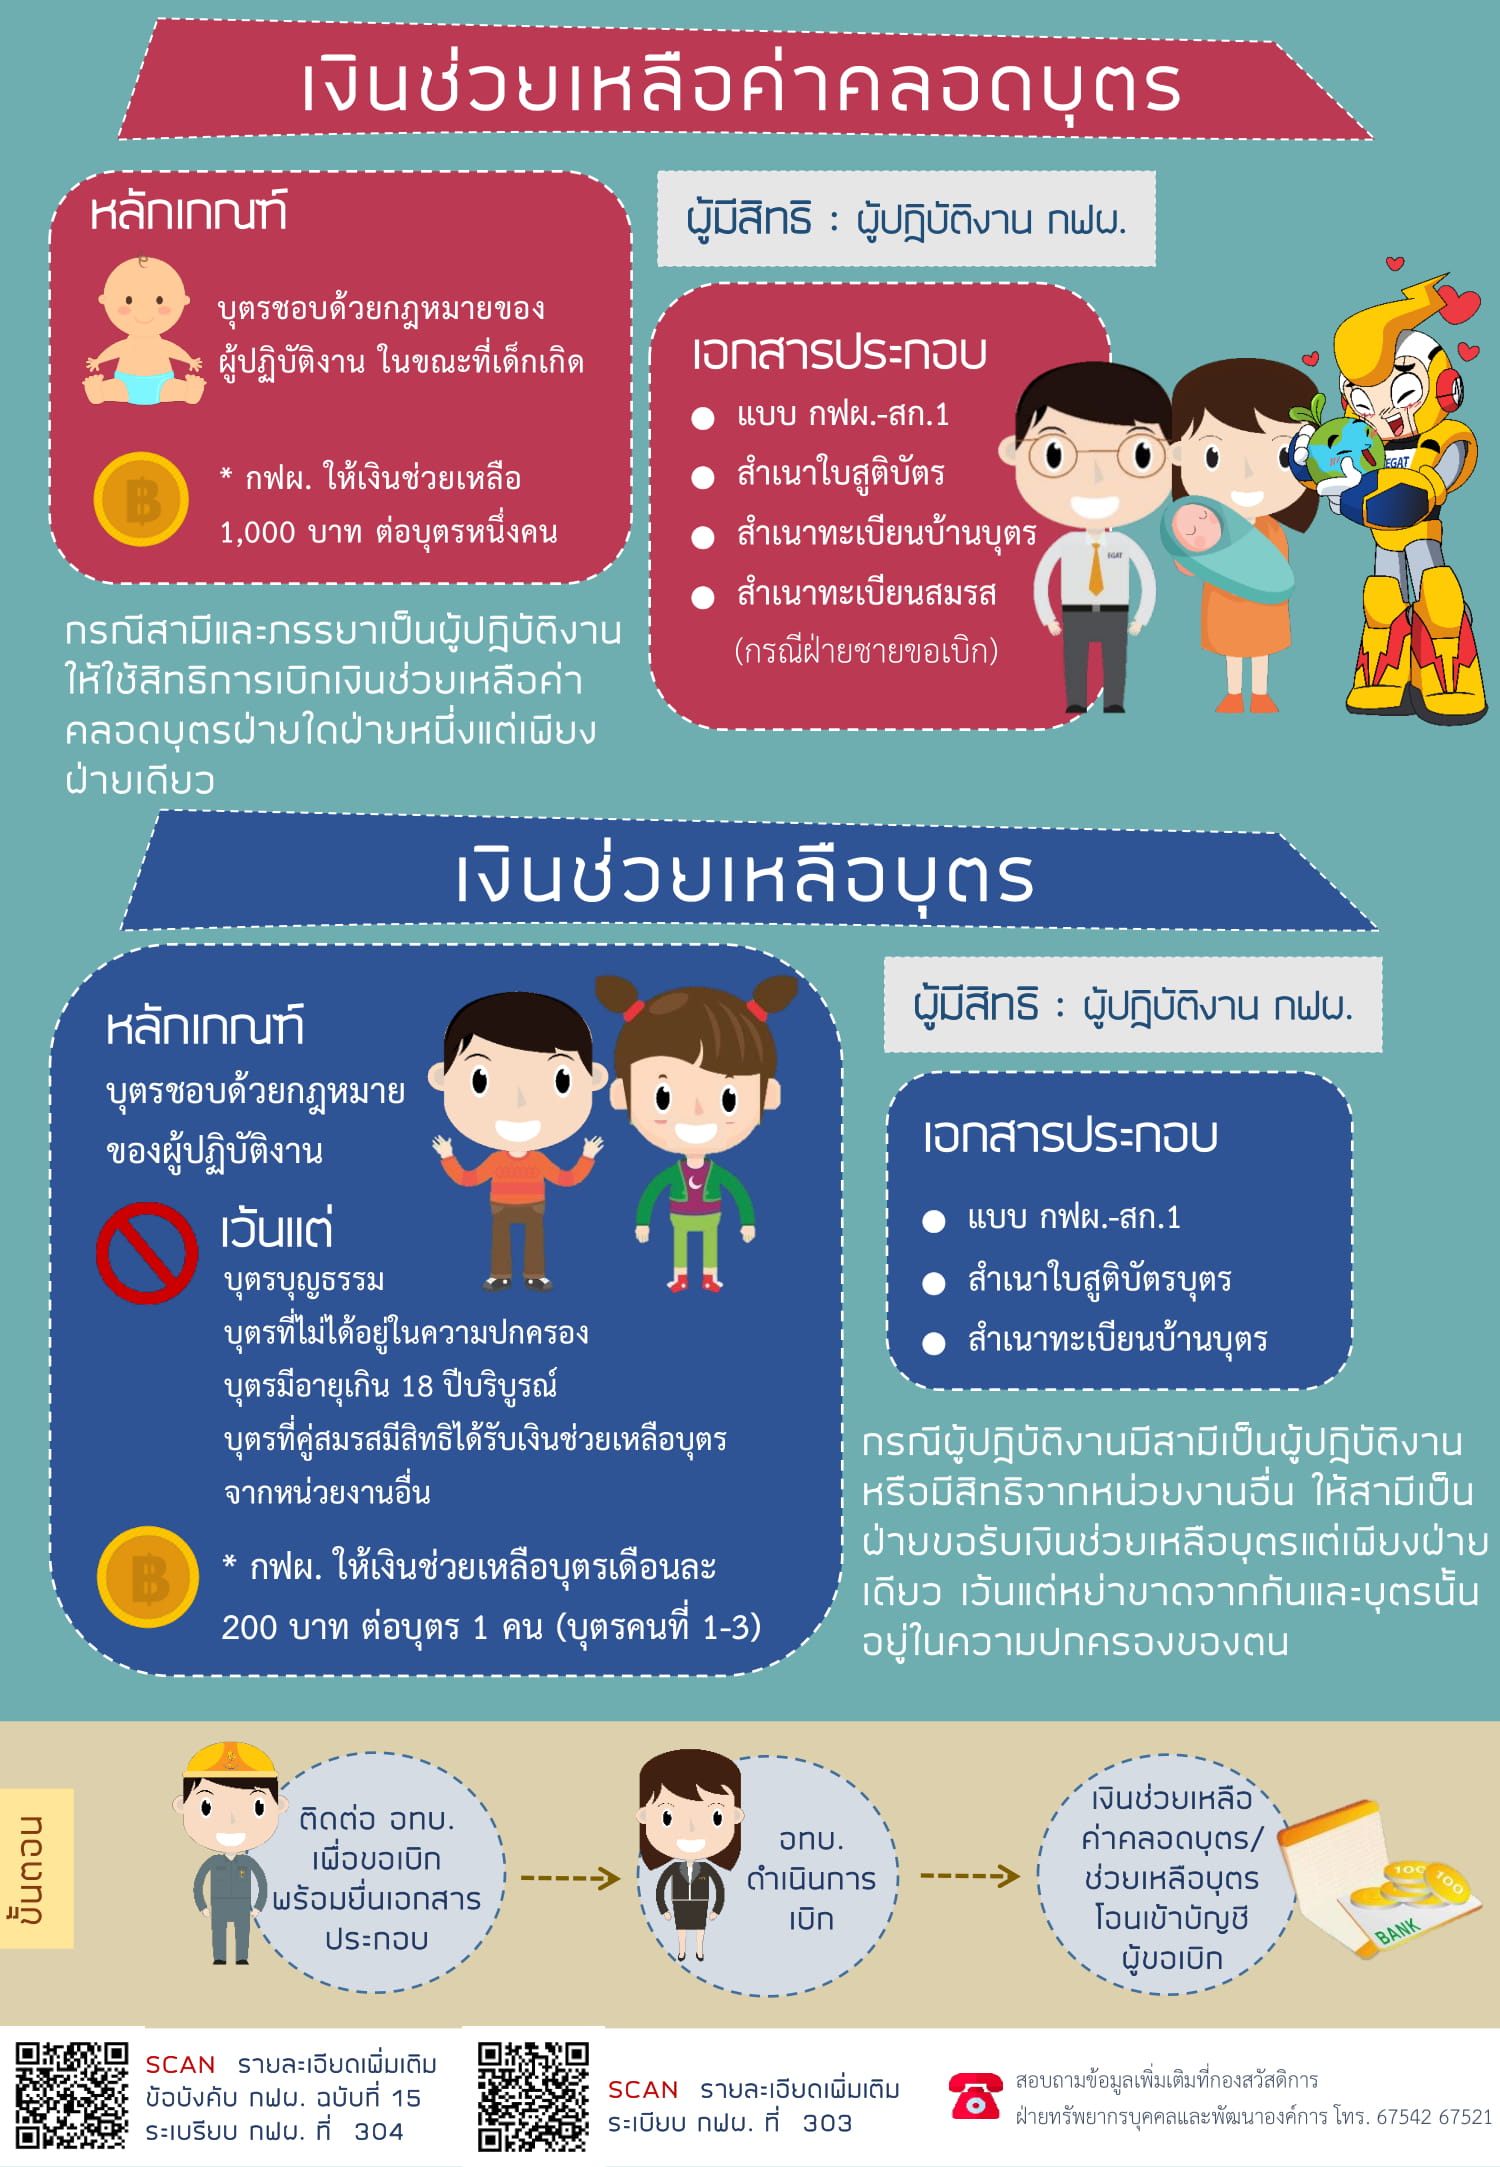 เงินช่วยเหลือค่าคลอดบุตร
หลักเกณฑ์
บุตรชอบด้วยกฎหมายของ
ผู้ปฏิบัติงาน ในขณะที่เด็กเกิด
* กฟผ. ให้เงินช่วยเหลือ
1,000 บาท ต่อบุตรหนึ่งคน
กรณีสามีและภรรยาเป็นผู้ปฏิบัติงาน
ให้ใช้สิทธิการเบิกเงินช่วยเหลือค่า
คลอดบุตรฝ่ายใดฝ่ายหนึ่งแต่เพียง
ฝ่ายเดียว
ผู้มีสิทธิ : ผู้ปฏิบัติงาน กฟผ.
เอกสารประกอบ
แบบ กฟผ.-สก.1
สำเนาใบสูติบัตร
สำเนาทะเบียนบ้านบุตร
สำเนาทะเบียนสมรส
(กรณีฝ่ายชายขอเบิก)
EGAT
EGAT
เงินช่วยเหลือบุตร
หลักเกณฑ์
บุตรชอบด้วยกฎหมาย
ของผู้ปฏิบัติงาน
เว้นแต่
บุตรบุญธรรม
บุตรที่ไม่ได้อยู่ในความปกครอง
บุตรมีอายุเกิน 18 ปีบริบูรณ์
บุตรที่คู่สมรสมีสิทธิได้รับเงินช่วยเหลือบุตร
จากหน่วยงานอื่น
* กฟผ. ให้เงินช่วยเหลือบุตรเดือนละ
200 บาท ต่อบุตร 1 คน (บุตรคนที่ 1-3)
ผู้มีสิทธิ : ผู้ปฏิบัติงาน กฟผ.
เอกสารประกอบ
แบบ กฟผ.-สก.1
สำเนาใบสูติบัตรบุตร
สำเนาทะเบียนบ้านบุตร
กรณีผู้ปฏิบัติงานมีสามีเป็นผู้ปฏิบัติงาน
หรือมีสิทธิจากหน่วยงานอื่น ให้สามีเป็น
ฝ่ายขอรับเงินช่วยเหลือบุตรแต่เพียงฝ่าย
เดียว เว้นแต่หย่าขาดจากกันและบุตรนั้น
อยู่ในความปกครองของตน
ขั้นตอน
ติดต่อ อทบ.
เพื่อขอเบิก
พร้อมยื่นเอกสาร
ประกอบ
อทบ.
ดำเนินการ
เบิก
เงินช่วยเหลือ
ค่าคลอดบุตร/
ช่วยเหลือบุตร
โอนเข้าบัญชี
ผู้ขอเบิก
100
100
BANK
SCAN รายละเอียดเพิ่มเติม
ข้อบังคับ กฟผ. ฉบับที่ 15
ระเบรียบ กฟผ. ที่ 304
SCAN รายละเอียดเพิ่มเติม
ระเบียบ กฟผ. ที่ 303
สอบถามข้อมูลเพิ่มเติมที่กองสวัสดิการ
ฝ่ายทรัพยากรบุคคลและพัฒนาองค์การ โทร. 67542 67521